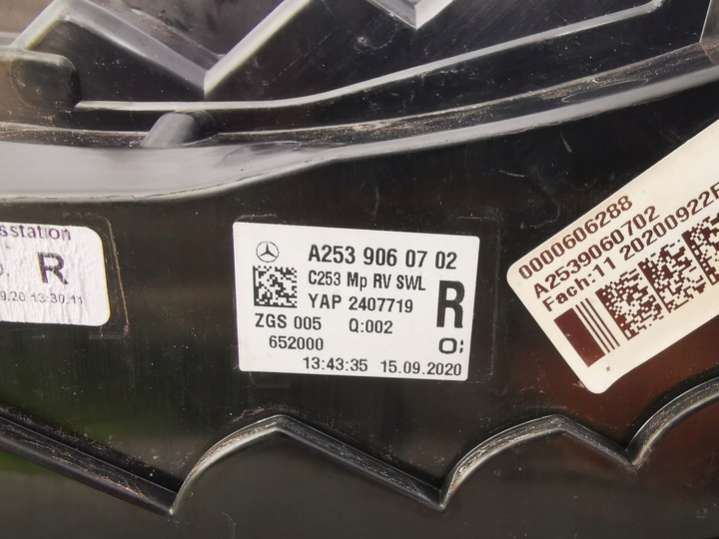 sstation
R
9.20 13:30:11
A253 906 07 02
C253 Mp RV SWL
YAP 2407719
R
ZGS 005 Q:002
652000
O:
13:43:35 15.09.2020
0000606288
A2539060702
Fach:11 20200922F